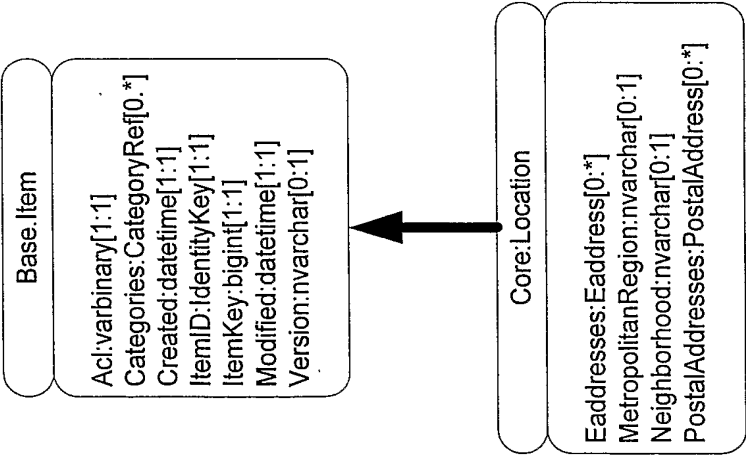 Base.Item
Acl:varbinary[1:1]
Categories:CategoryRef[0.*]
Created:datetime[1:1]
ItemID:IdentityKey[1:1]
ItemKey:bigint[1:1]
Modified:datetime[1:1]
Version:nvarchar[0:1]
Core:Location
Eaddresses:Eaddress[0:*]
MetropolitanRegion:nvarchar[0:1]
Neighborhood:nvarchar[0:1]
PostalAddresses:PostalAddress[0:*]